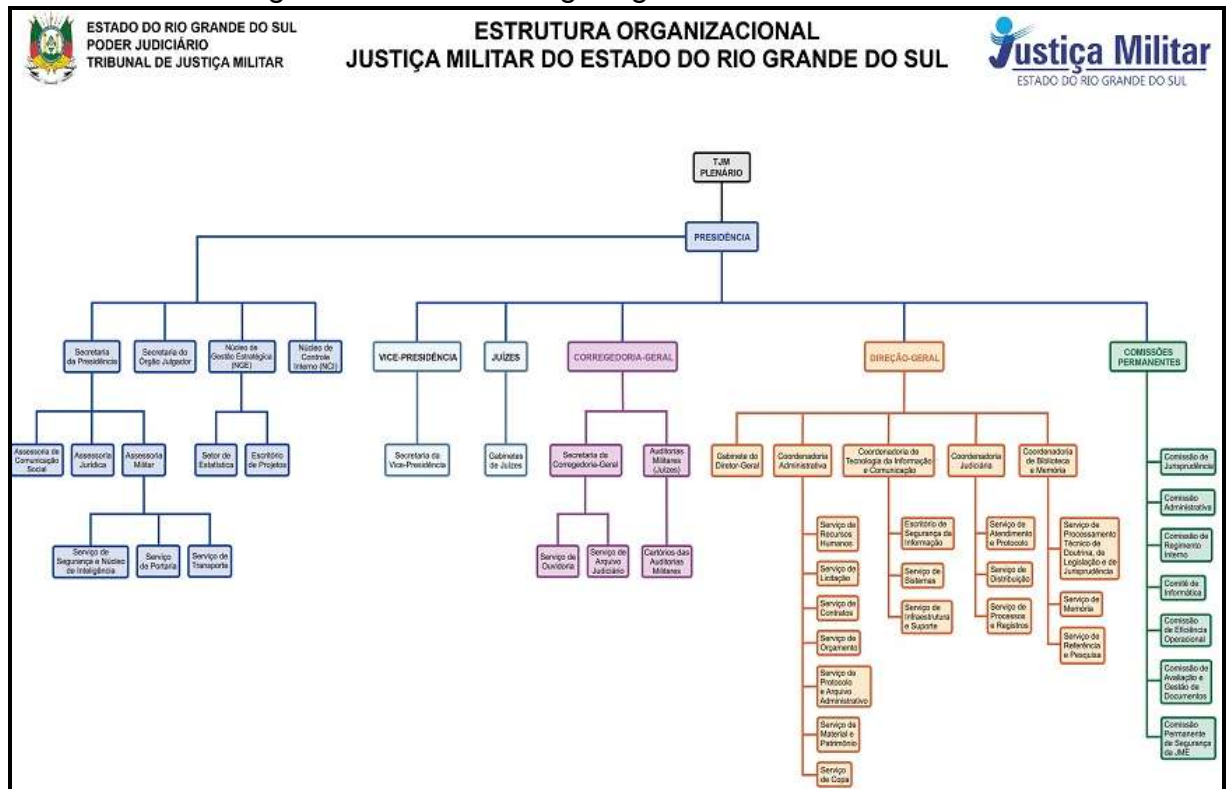 ESTADO DO RIO GRANDE DO SUL
PODER JUDICIÁRIO
TRIBUNAL DE JUSTIÇA MILITAR
ESTRUTURA ORGANIZACIONAL
JUSTIÇA MILITAR DO ESTADO DO RIO GRANDE DO SUL
Justiça Militar
ESTADO DO RIO GRANDE DO SUL
TJM
PLENÁRIO
PRESIDÊNCIA
Secretaria
da Presidência
Secretaria do
Órgão Julgador
Núcleo de
Gestão Estratégica
(NGE)
Núcleo de
Controle
Interno (NCI)
VICE-PRESIDÊNCIA
JUÍZES
CORREGEDORIA-GERAL
DIREÇÃO-GERAL
COMISSÕES
PERMANENTES
Assessoria de
Comunicação
Social
Assessoria
Jurídica
Assessoria
Militar
Setor de
Estatística
Escritório
de Projetos
Secretaria da
Vice-Presidência
Gabinetes
de Juízes
Secretaria da
Corregedoria-Geral
Auditorias
Militares
(Juízes)
Gabinete do
Diretor-Geral
Coordenadoria
Administrativa
Coordenadoria de
Tecnologia da Informação
e Comunicação
Coordenadoria
Judiciária
Coordenadoria
de Biblioteca
e Memória
Serviço de
Segurança e Núcleo
de Inteligência
Serviço
de Portaria
Serviço de
Transporte
Serviço de
Ouvidoria
Serviço de
Arquivo
Judiciário
Cartórios das
Auditorias
Militares
Serviço de
Recursos
Humanos
Serviço de
Licitação
Serviço de
Contratos
Serviço de
Orçamento
Serviço de
Protocolo
e Arquivo
Administrativo
Serviço de
Material e
Patrimônio
Serviço
de Copa
Escritório de
Segurança da
Informação
Serviço de
Sistemas
Serviço de
Infraestrutura
e Suporte
Serviço de
Atendimento
e Protocolo
Serviço de
Distribuição
Serviço de
Processos
e Registros
Serviço de
Processamento
Técnico de
Doutrina, de
Legislação e de
Jurisprudência
Serviço de
Memória
Serviço de
Referência
e Pesquisa
Comissão de
Jurisprudência
Comissão
Administrativa
Comissão de
Regimento
Interno
Comitê de
Informática
Comissão
de Eficiência
Operacional
Comissão de
Avaliação e
Gestão de
Documentos
Comissão
Permanente
de Segurança
da JME